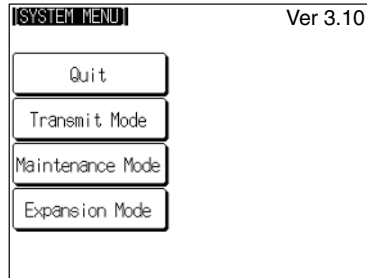 [SYSTEM MENU] Ver 3.10
Quit
Transmit Mode
Maintenance Mode
Expansion Mode